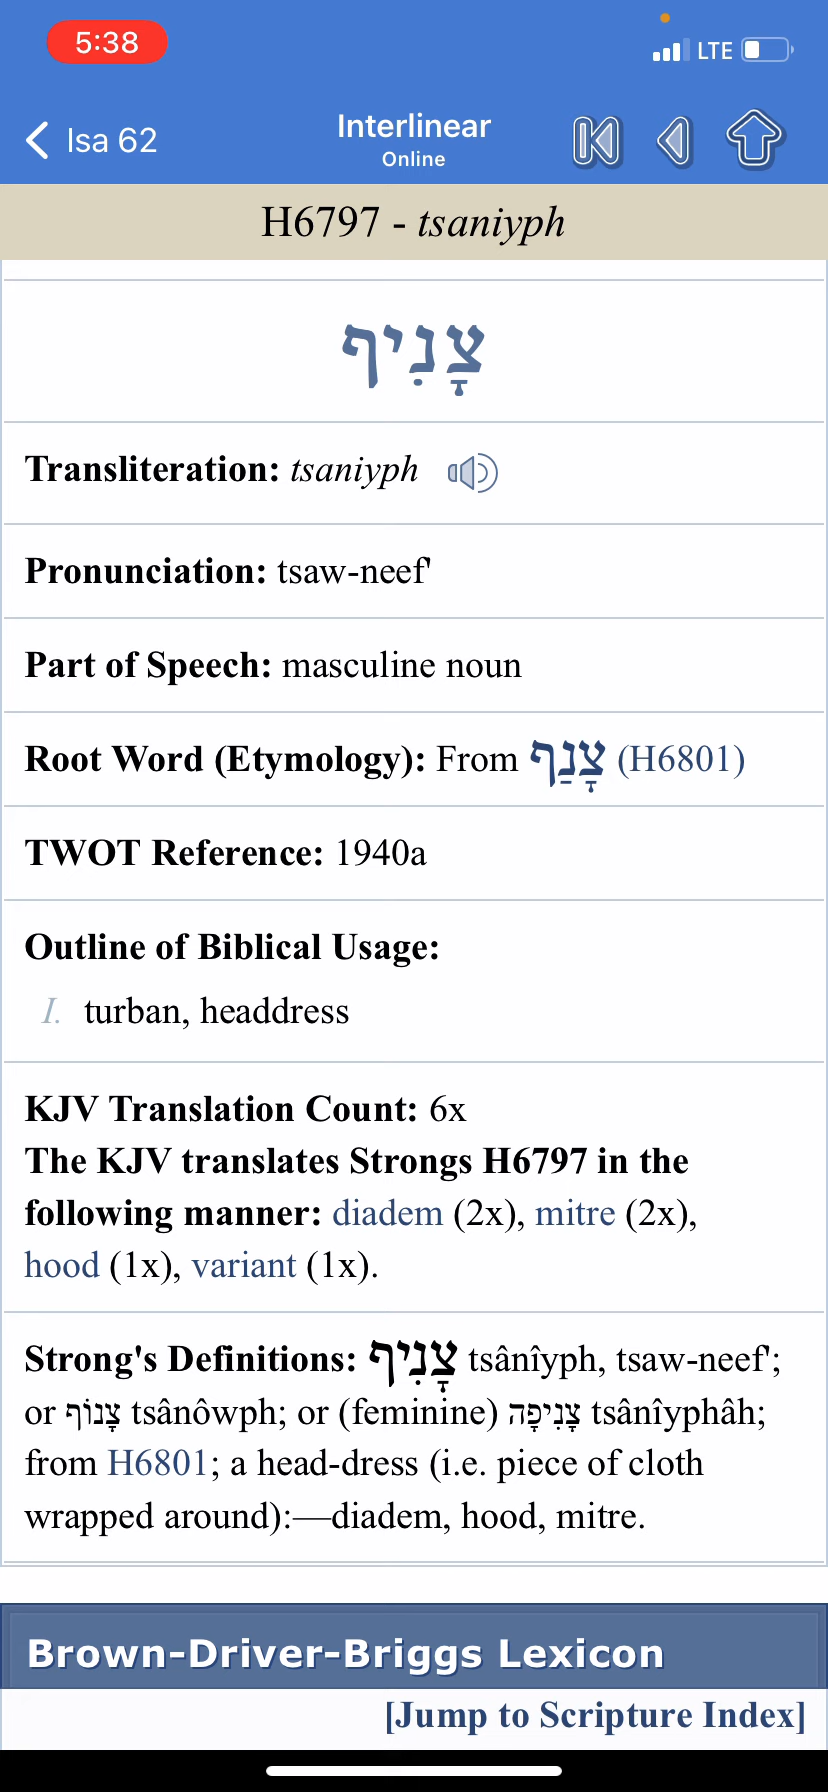 5:38
LTE
Isa 62
Interlinear
Online
H6797 - tsaniyph
צָנִיף
Transliteration: tsaniyph
Pronunciation: tsaw-neef'
Part of Speech: masculine noun
Root Word (Etymology): From צָנַף (H6801)
TWOT Reference: 1940a
Outline of Biblical Usage:
I. turban, headdress
KJV Translation Count: 6x
The KJV translates Strongs H6797 in the
following manner: diadem (2x), mitre (2x),
hood (1x), variant (1x).
Strong's Definitions: צָנִיף tsânîyph, tsaw-neef';
or צָנוֹף tsânôwph; or (feminine) צָנִיפָה tsânîyphâh;
from H6801; a head-dress (i.e. piece of cloth
wrapped around):—diadem, hood, mitre.
Brown-Driver-Briggs Lexicon
[Jump to Scripture Index]